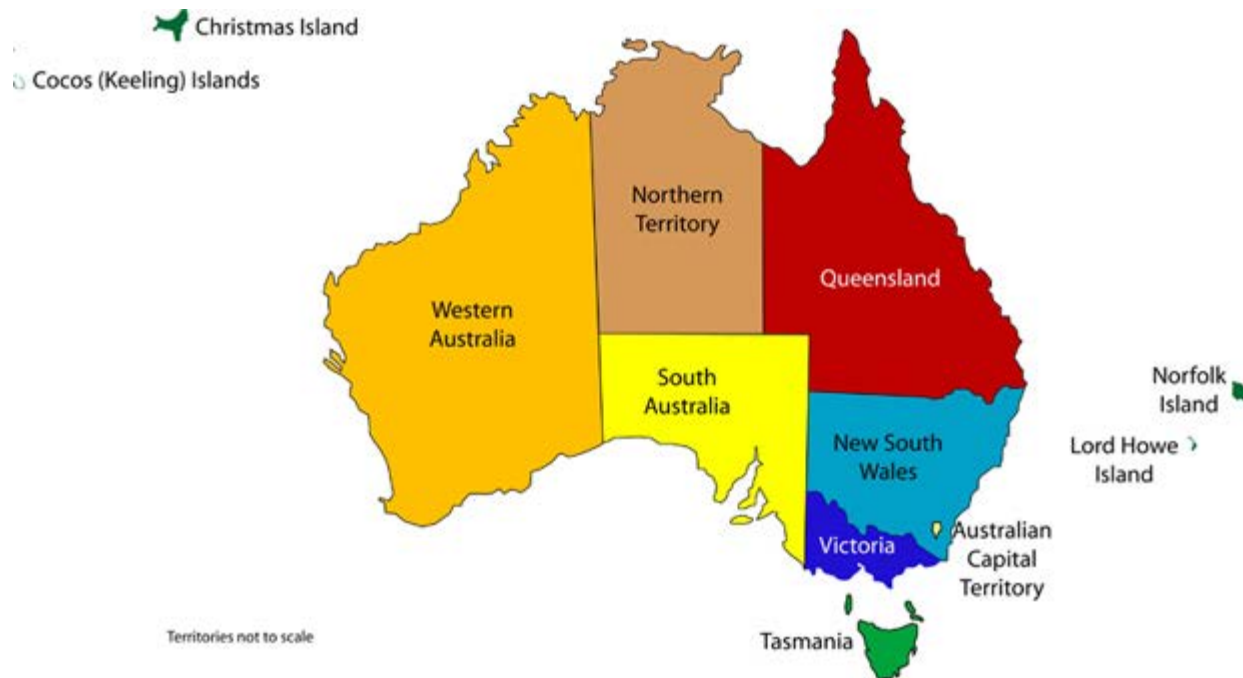 Christmas Island
Cocos (Keeling) Islands
Northern
Territory
Queensland
Western
Australia
South
Australia
Norfolk
Island
New South
Wales
Lord Howe
Island
Victoria
Australian
Capital
Territory
Tasmania
Territories not to scale